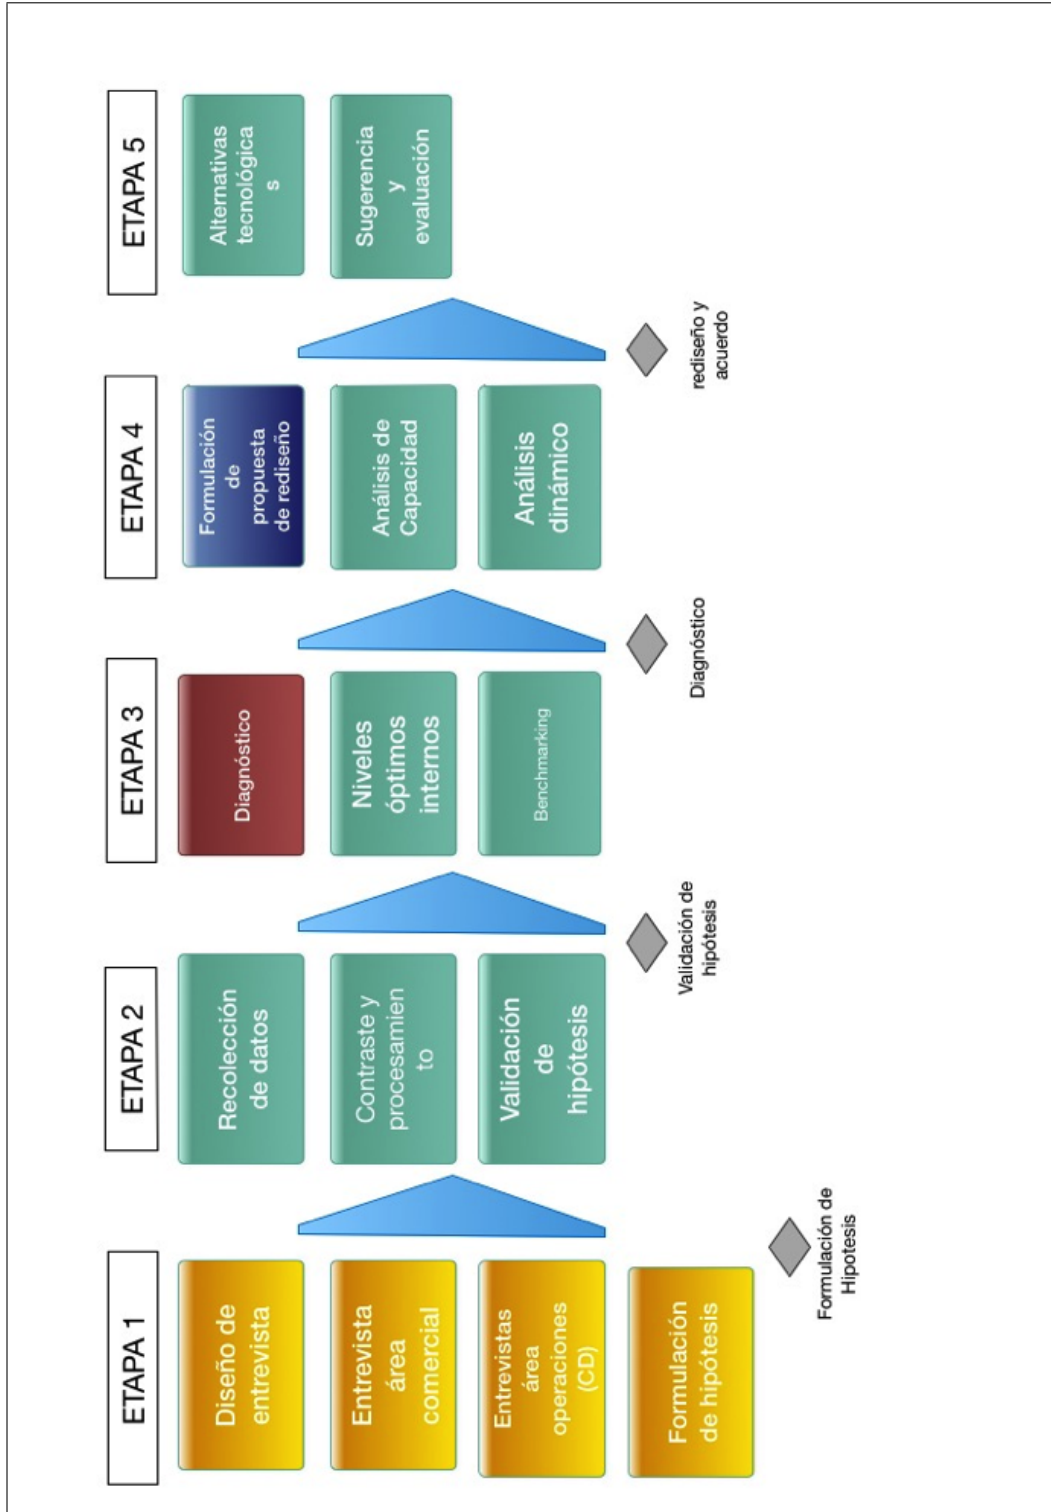 ETAPA 1
Diseño de
entrevista
Entrevista
área
comercial
Entrevistas
área
operaciones
(CD)
Formulación
de hipótesis
Formulación de
Hipotesis
ETAPA 2
Recolección
de datos
Contraste y
procesamien
to
Validación
de
hipótesis
Validación de
hipótesis
ETAPA 3
Diagnóstico
Niveles
óptimos
internos
Benchmarking
Diagnóstico
ETAPA 4
Formulación
de
propuesta
de rediseño
Análisis de
Capacidad
Análisis
dinámico
rediseño y
acuerdo
ETAPA 5
Alternativas
tecnológica
s
Sugerencia
y
evaluación